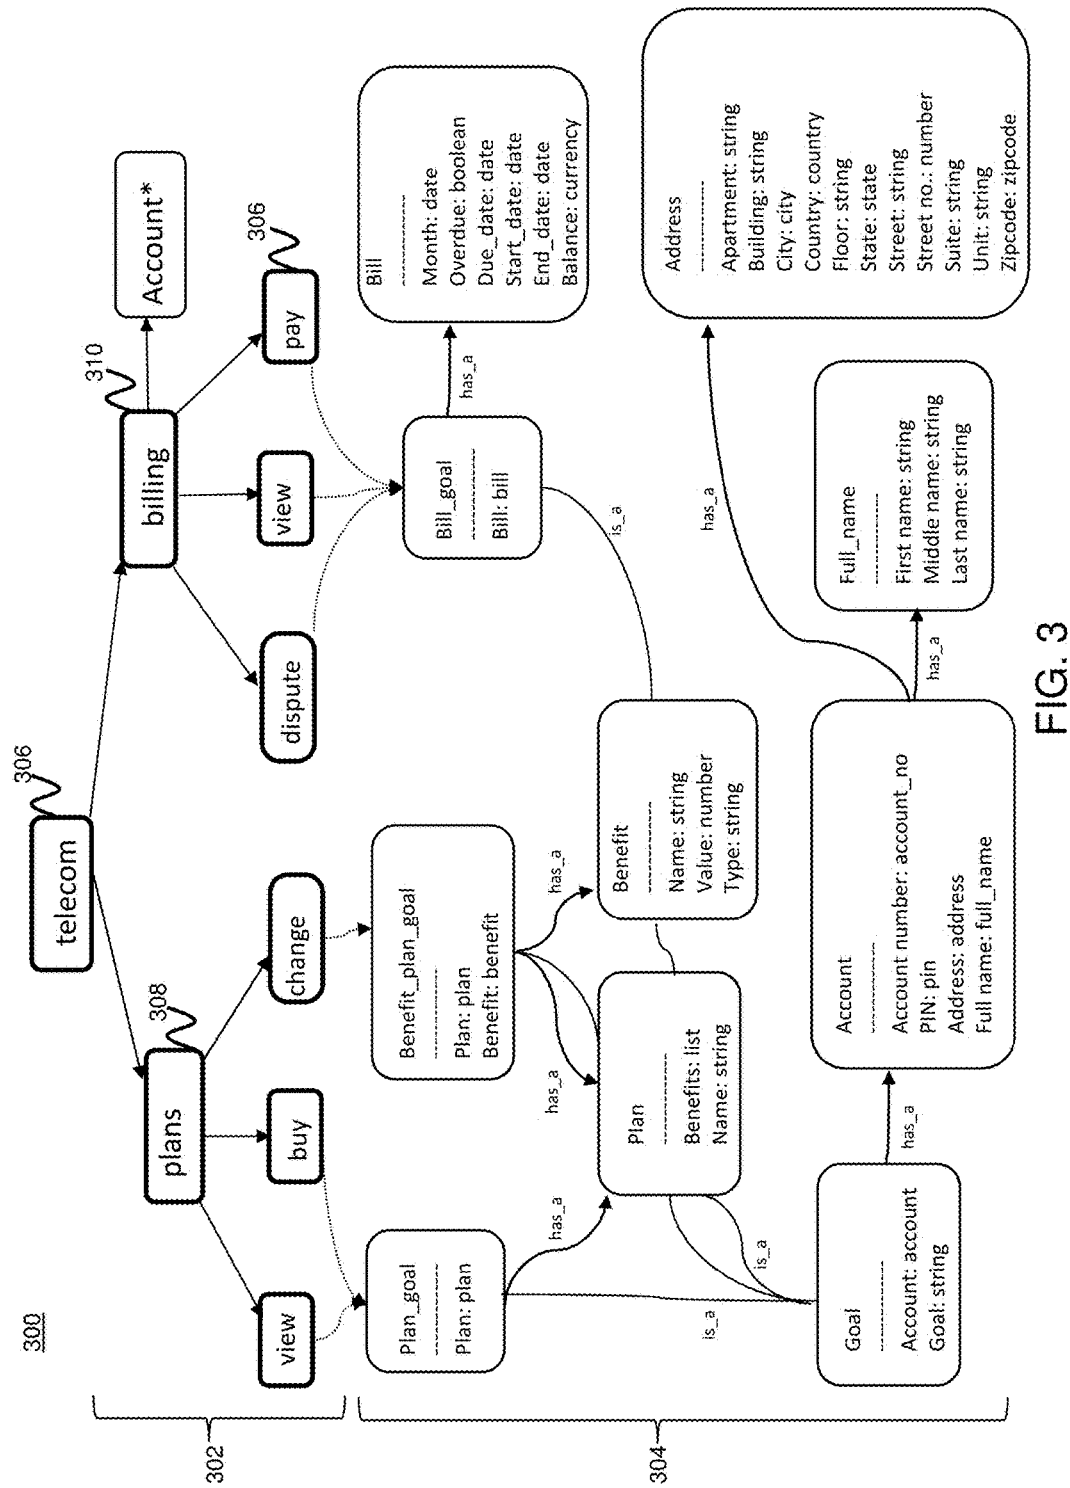 300
telecom
306
plans
308
billing
310
Account*
view
buy
change
dispute
view
pay
306
302
Plan_goal
------------
Plan: plan
Benefit_plan_goal
------------
Plan: plan
Benefit: benefit
Bill_goal
------------
Bill: bill
Bill
------------
Month: date
Overdue: boolean
Due_date: date
Start_date: date
End_date: date
Balance: currency
has_a
has_a
has_a
has_a
is_a
Plan
------------
Benefits: list
Name: string
Benefit
------------
Name: string
Value: number
Type: string
is_a
is_a
304
Goal
------------
Account: account
Goal: string
has_a
Account
------------
Account number: account_no
PIN: pin
Address: address
Full name: full_name
has_a
has_a
Full_name
------------
First name: string
Middle name: string
Last name: string
Address
------------
Apartment: string
Building: string
City: city
Country: country
Floor: string
State: state
Street: string
Street no.: number
Suite: string
Unit: string
Zipcode: zipcode
FIG. 3